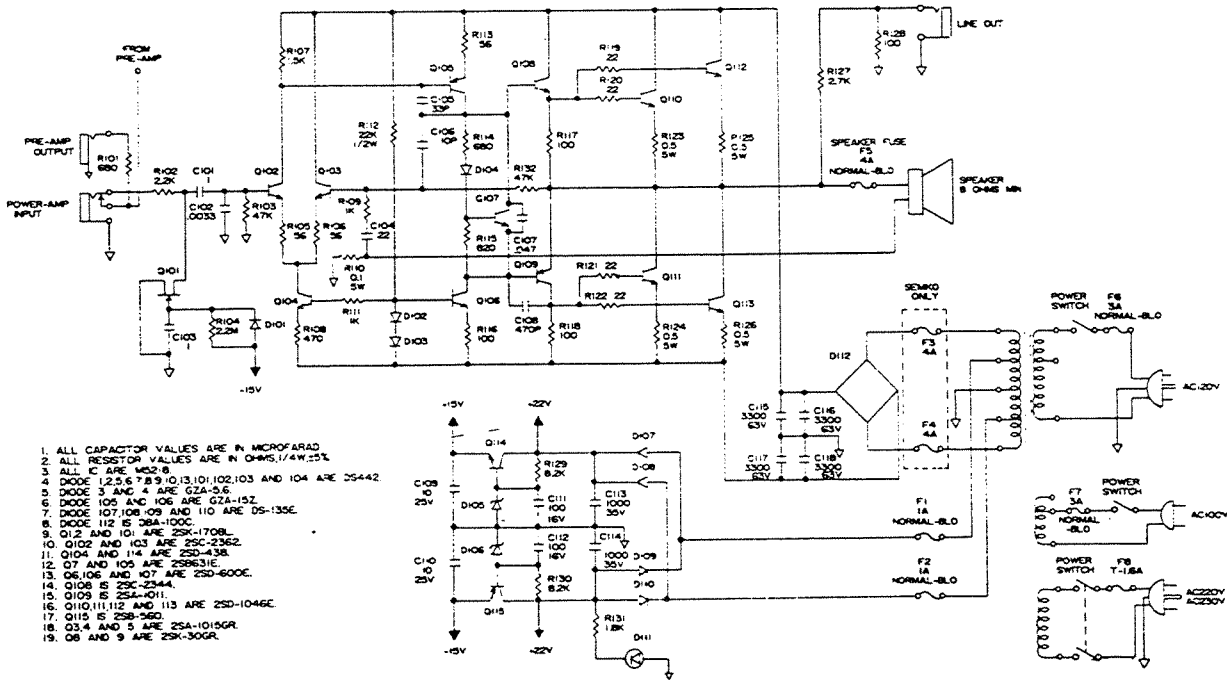 FROM
PRE-AMP
PRE-AMP
OUTPUT
R101
680
POWER-AMP
INPUT
R102
2.2K
C101
1
C102
.0033
R103
47K
Q101
C103
1
R104
2.2M
D101
-15V
R107
1.5K
Q102
Q103
R105
56
R106
56
Q104
R108
470
R112
22K
1/2W
R109
1K
C104
22
R110
0.1
5W
R111
1K
D102
D103
R113
56
Q105
C105
33P
C106
10P
R114
680
D104
C107
R115
820
C107
.047
Q106
R116
100
Q108
R117
100
R132
47K
Q109
C108
470P
R118
100
R119
22
R120
22
Q110
Q112
R123
0.5
5W
R125
0.5
5W
R121 22
R122 22
Q111
Q113
R124
0.5
5W
R126
0.5
5W
R127
2.7K
R128
100
LINE OUT
SPEAKER FUSE
F5
4A
NORMAL-BLO
SPEAKER
8 OHMS MIN
SEMKO
ONLY
F3
4A
F4
4A
D112
C115
3300
63V
C116
3300
63V
C117
3300
63V
C118
3300
63V
POWER
SWITCH
F6
3A
NORMAL-BLO
AC120V
F7
3A
NORMAL
-BLO
POWER
SWITCH
AC100V
POWER
SWITCH
F8
T-1.6A
AC220V
AC230V
F1
1A
NORMAL-BLO
F2
1A
NORMAL-BLO
-15V
+22V
Q114
C109
10
25V
C110
10
25V
D105
D106
R129
8.2K
C111
100
16V
C112
100
16V
R130
8.2K
C113
1000
35V
C114
1000
35V
D107
D108
D109
D110
Q115
R131
1.8K
D111
-15V
+22V
1. ALL CAPACITOR VALUES ARE IN MICROFARAD
2. ALL RESISTOR VALUES ARE IN OHMS,1/4W,±5%
3. ALL IC ARE M5218
4 DIODE 1,2,5,6,7,8,9,10,13,101,102,103 AND 104 ARE DS442.
5. DIODE 3 AND 4 ARE GZA-5.6.
6. DIODE 105 AND 106 ARE GZA-15Z.
7. DIODE 107,108 109 AND 110 ARE DS-135E.
8. DIODE 112 IS DBA-100C.
9. Q1,2 AND 101 ARE 2SK-170BL.
10. Q102 AND 103 ARE 2SC-2362.
11. Q104 AND 114 ARE 2SD-438.
12. Q7 AND 105 ARE 2SB631E.
13. Q6,106 AND 107 ARE 2SD-600E.
14. Q108 IS 2SC-2344.
15. Q109 IS 2SA-1011.
16. Q110,111,112 AND 113 ARE 2SD-1046E.
17. Q115 IS 2SB-560.
18. Q3,4 AND 5 ARE 2SA-1015GR.
19. Q8 AND 9 ARE 2SK-30GR.